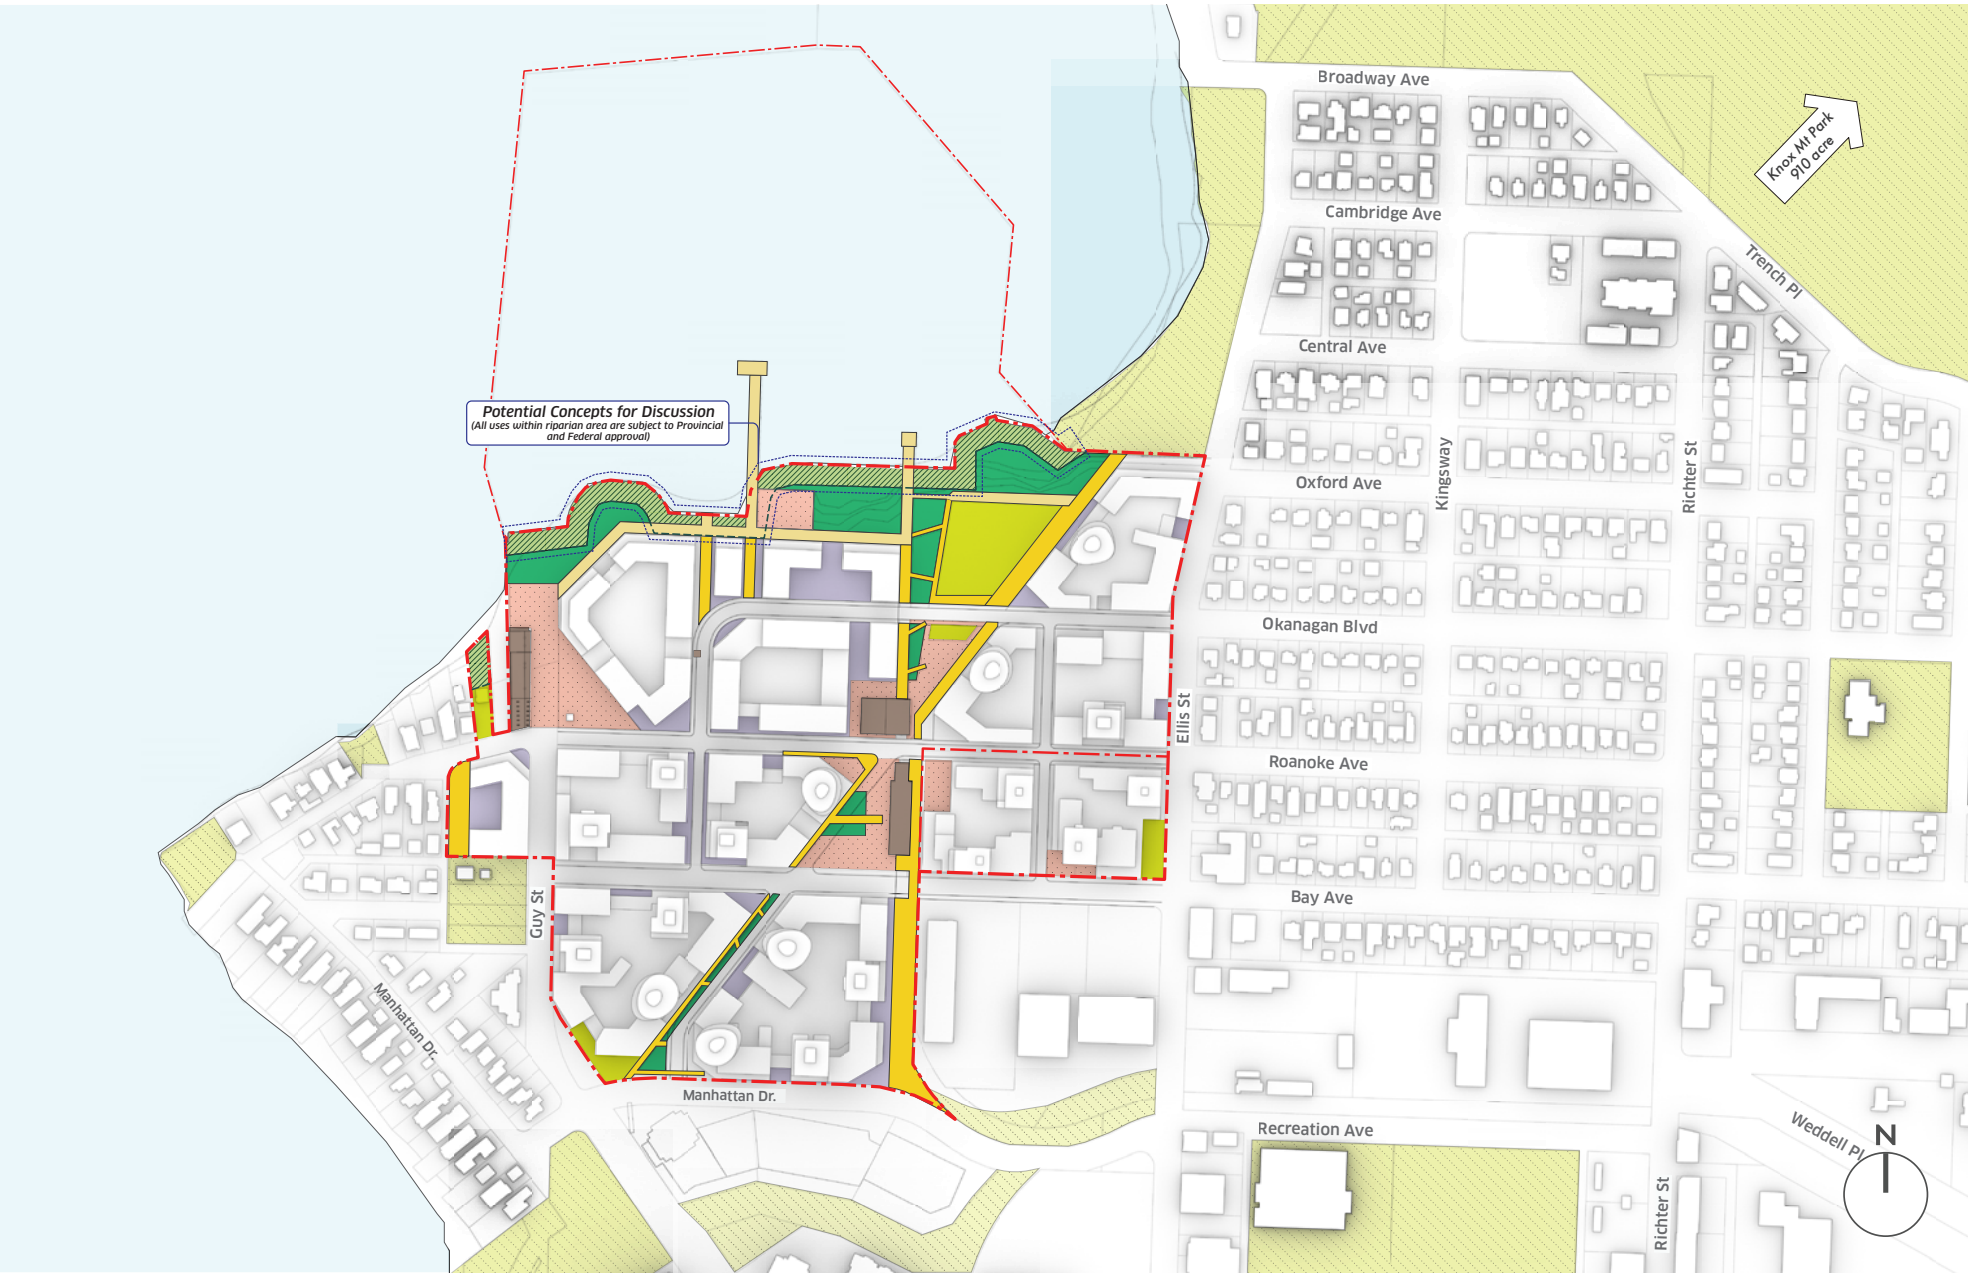 Broadway Ave
Knox Mt Park
910 acre
Cambridge Ave
Trench Pl
Central Ave
Potential Concepts for Discussion
(All uses within riparian area are subject to Provincial
and Federal approval)
Kingsway
Richter St
Oxford Ave
Okanagan Blvd
Ellis St
Roanoke Ave
Guy St
Bay Ave
Manhattan Dr.
Manhattan Dr.
Recreation Ave
Weddell Pl
N
Richter St